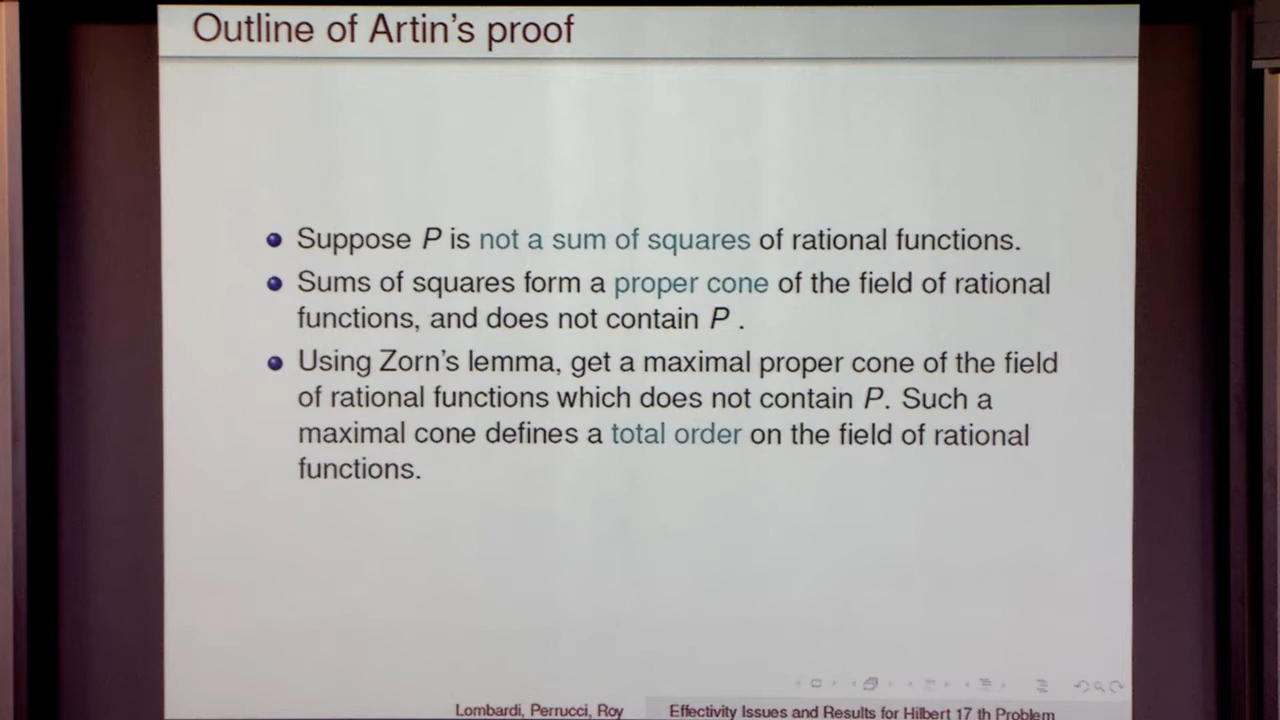 Outline of Artin's proof
Suppose P is not a sum of squares of rational functions.
Sums of squares form a proper cone of the field of rational
functions, and does not contain P .
Using Zorn's lemma, get a maximal proper cone of the field
of rational functions which does not contain P. Such a
maximal cone defines a total order on the field of rational
functions.
Lombardi, Perrucci, Roy
Effectivity Issues and Results for Hilbert 17 th Problem